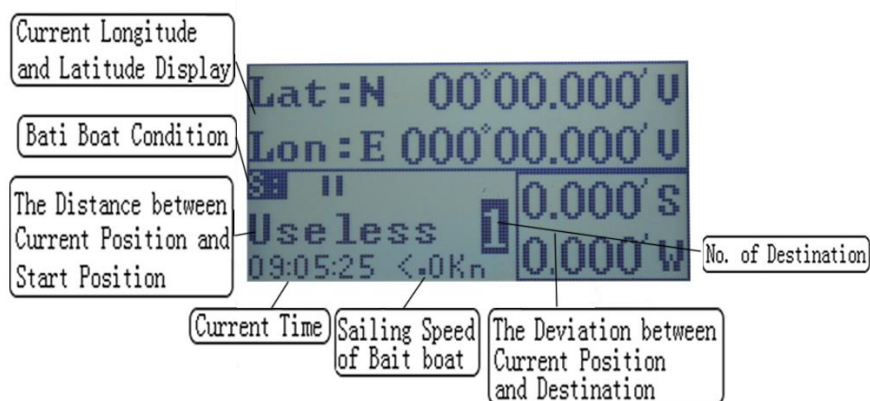 Current Longitude
and Latitude Display
Bati Boat Condition
The Distance between
Current Position and
Start Position
Lat:N 00°00.000' V
Lon:E 000°00.000' V
S: II
Useless 1
0.000' S
0.000' W
09:05:25 <.0Kn
No. of Destination
Current Time
Sailing Speed
of Bait boat
The Deviation between
Current Position
and Destination